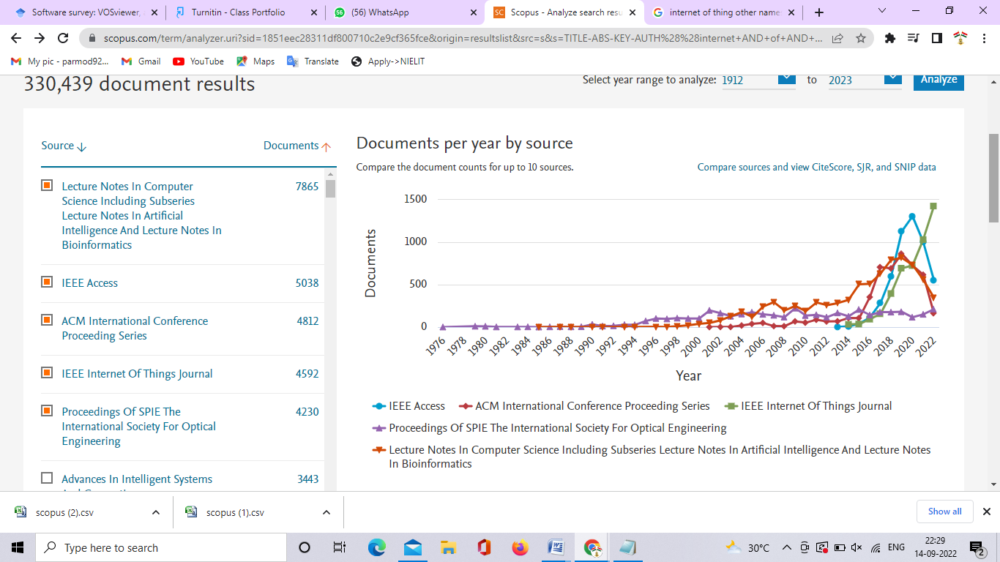 Software survey: VOSviewer,
Turnitin - Class Portfolio
(56) WhatsApp
SC
Scopus - Analyze search resu
G
internet of thing other name
scopus.com/term/analyzer.uri?sid=1851eec28311df800710c2e9cf365fce&origin=resultslist&src=s&s=TITLE-ABS-KEY-AUTH%28%28internet+AND+of+AND+...
My pic - parmod92...
Gmail
YouTube
Maps
Translate
Apply->NIELIT
330,439 document results
Select year range to analyze: 1912 to 2023 Analyze
Source
Documents
Lecture Notes In Computer
Science Including Subseries
Lecture Notes In Artificial
Intelligence And Lecture Notes In
Bioinformatics
7865
IEEE Access
5038
ACM International Conference
Proceeding Series
4812
IEEE Internet Of Things Journal
4592
Proceedings Of SPIE The
International Society For Optical
Engineering
4230
Advances In Intelligent Systems
3443
Documents per year by source
Compare the document counts for up to 10 sources.
Compare sources and view CiteScore, SJR, and SNIP data
1500
1000
500
0
Documents
1976 1978 1980 1982 1984 1986 1988 1990 1992 1994 1996 1998 2000 2002 2004 2006 2008 2010 2012 2014 2016 2018 2020 2022
Year
IEEE Access
ACM International Conference Proceeding Series
IEEE Internet Of Things Journal
Proceedings Of SPIE The International Society For Optical Engineering
Lecture Notes In Computer Science Including Subseries Lecture Notes In Artificial Intelligence And Lecture Notes
In Bioinformatics
scopus (2).csv
scopus (1).csv
Show all
Type here to search
30°C
ENG
22:29
14-09-2022
2